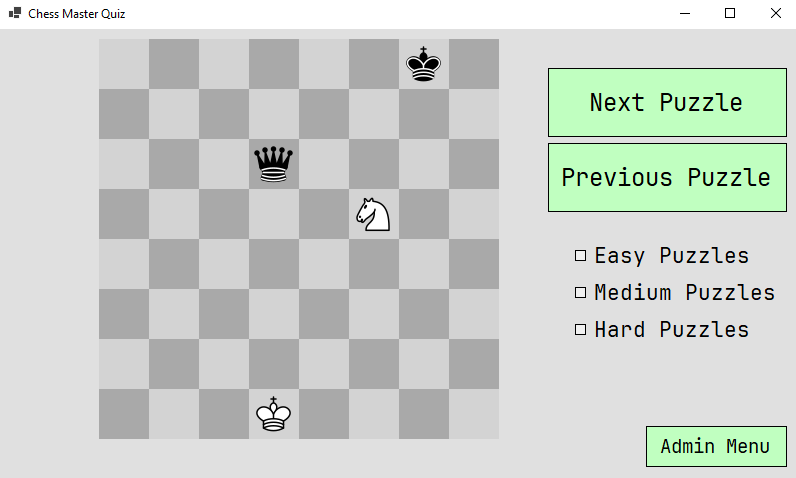 Chess Master Quiz
Next Puzzle
Previous Puzzle
Easy Puzzles
Medium Puzzles
Hard Puzzles
Admin Menu